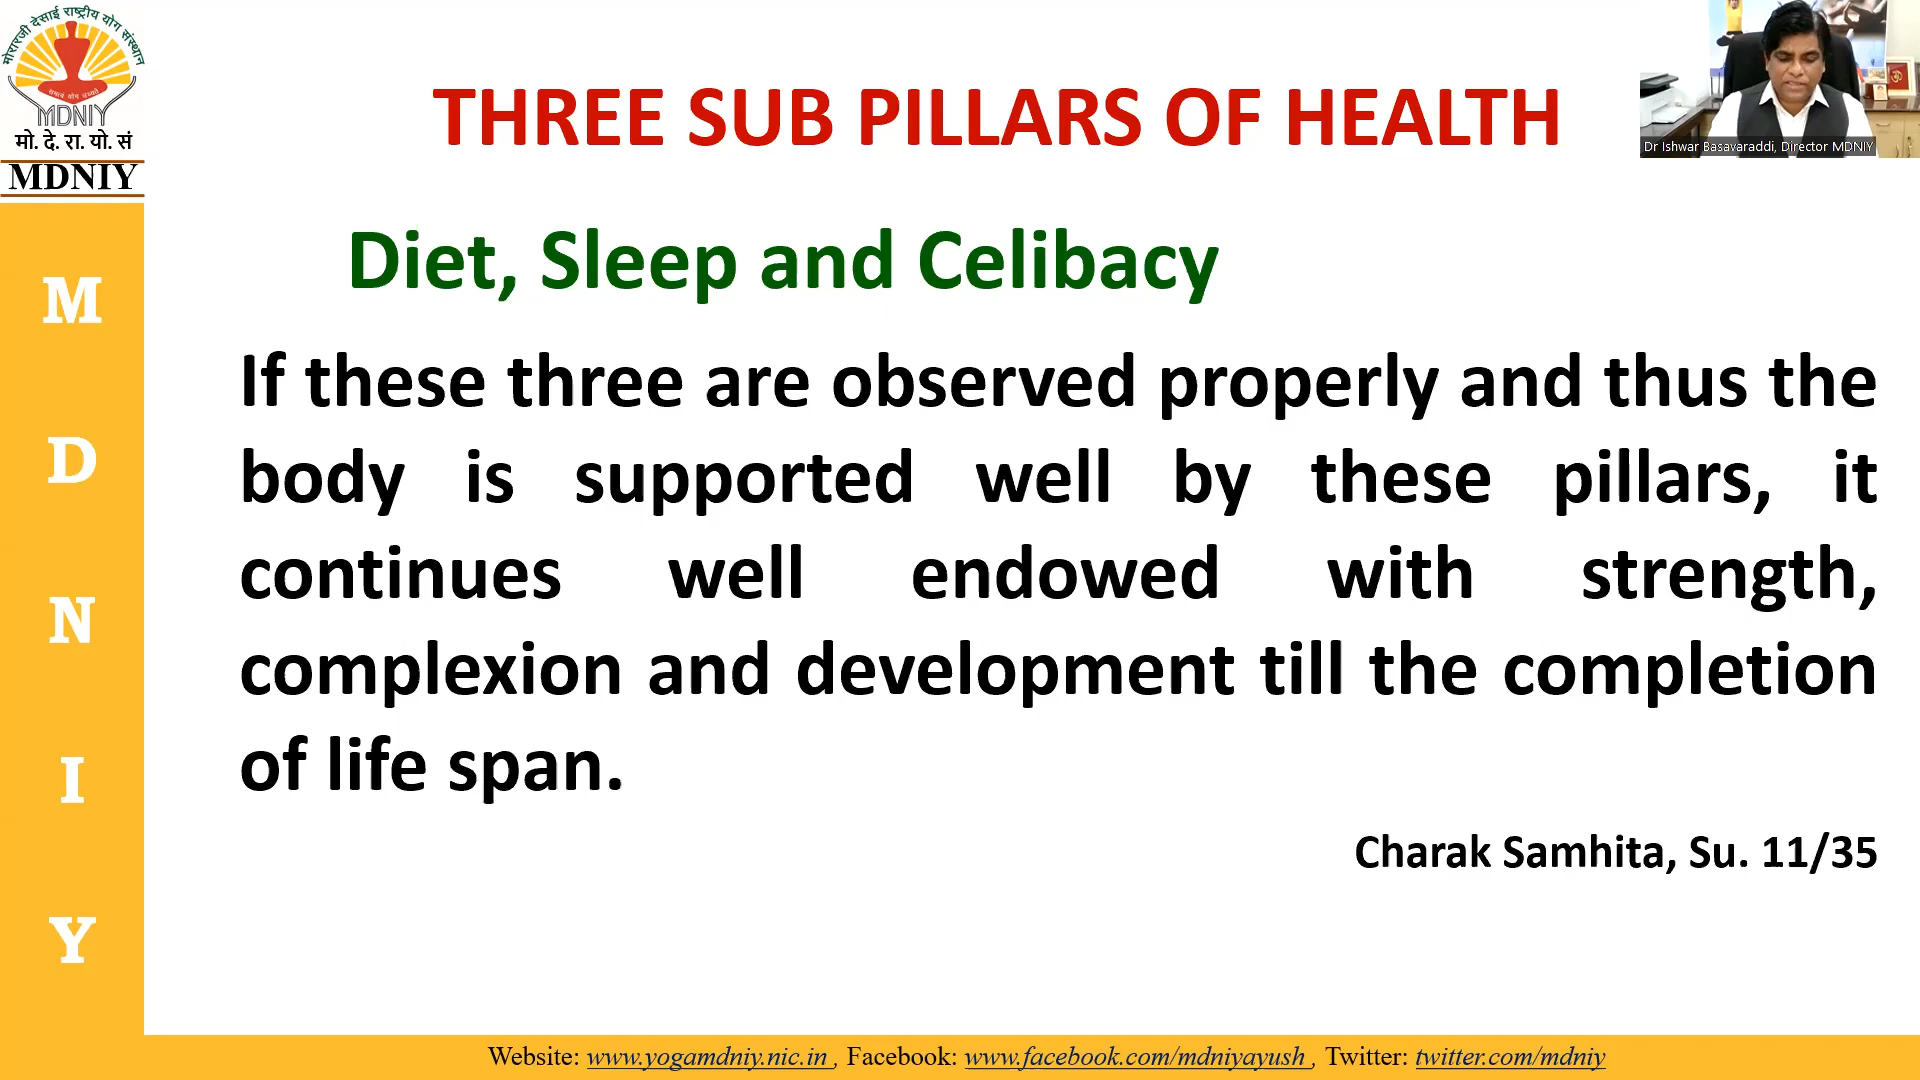 मोरारजी देसाई राष्ट्रीय योग संस्थान
MDNIY
मो. दे. रा. यो. सं
MDNIY
M
D
N
I
Y
THREE SUB PILLARS OF HEALTH
Dr Ishwar Basavaraddi, Director MDNIY
Diet, Sleep and Celibacy
If these three are observed properly and thus the
body is supported well by these pillars, it
continues well endowed with strength,
complexion and development till the completion
of life span.
Charak Samhita, Su. 11/35
Website: www.yogamdniy.nic.in , Facebook: www.facebook.com/mdniyayush , Twitter: twitter.com/mdniy